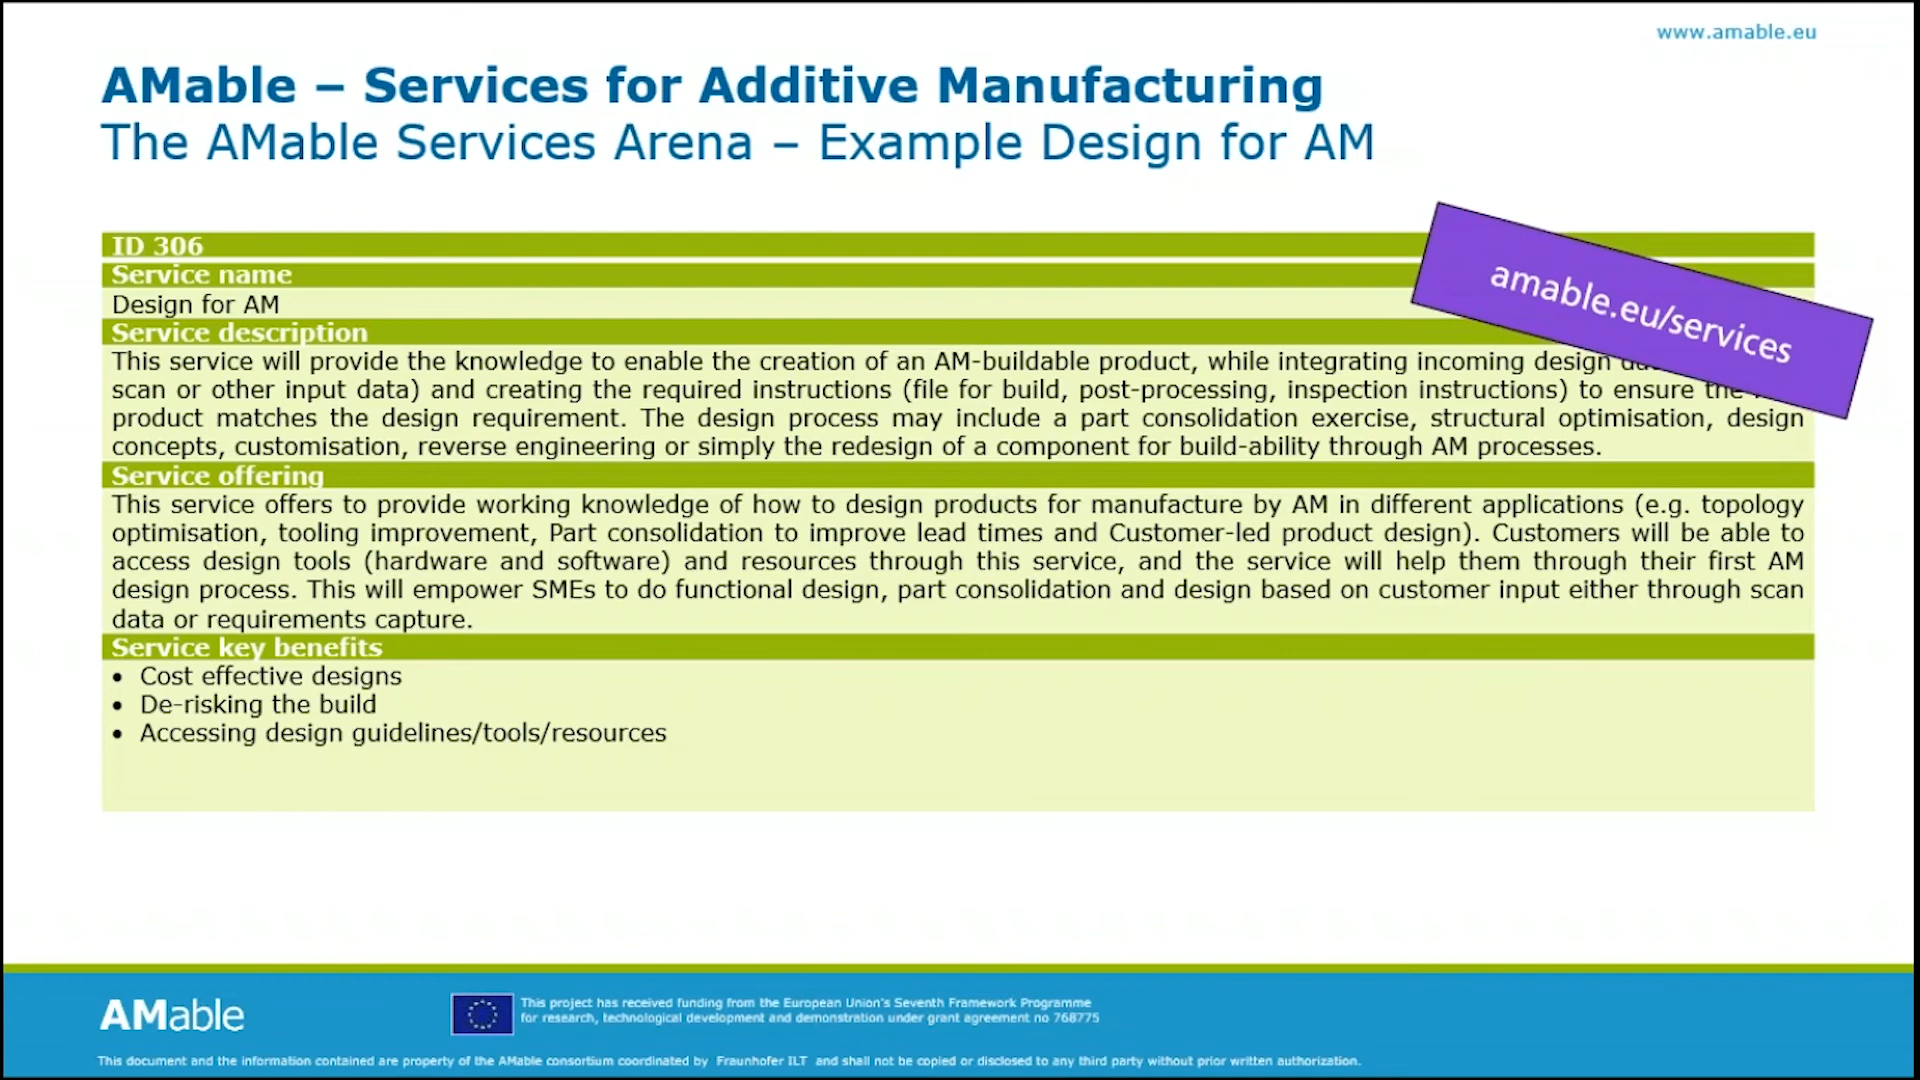 www.amable.eu
AMable – Services for Additive Manufacturing
The AMable Services Arena – Example Design for AM
ID 306
Service name
Design for AM
amable.eu/services
Service description
This service will provide the knowledge to enable the creation of an AM-buildable product, while integrating incoming design
scan or other input data) and creating the required instructions (file for build, post-processing, inspection instructions) to ensure the
product matches the design requirement. The design process may include a part consolidation exercise, structural optimisation, design
concepts, customisation, reverse engineering or simply the redesign of a component for build-ability through AM processes.
Service offering
This service offers to provide working knowledge of how to design products for manufacture by AM in different applications (e.g. topology
optimisation, tooling improvement, Part consolidation to improve lead times and Customer-led product design). Customers will be able to
access design tools (hardware and software) and resources through this service, and the service will help them through their first AM
design process. This will empower SMEs to do functional design, part consolidation and design based on customer input either through scan
data or requirements capture.
Service key benefits
• Cost effective designs
• De-risking the build
• Accessing design guidelines/tools/resources
AMable
This project has received funding from the European Union's Seventh Framework Programme
for research, technological development and demonstration under grant agreement no 768775
This document and the information contained are property of the AMable consortium coordinated by Fraunhofer ILT and shall not be copied or disclosed to any third party without prior written authorization.